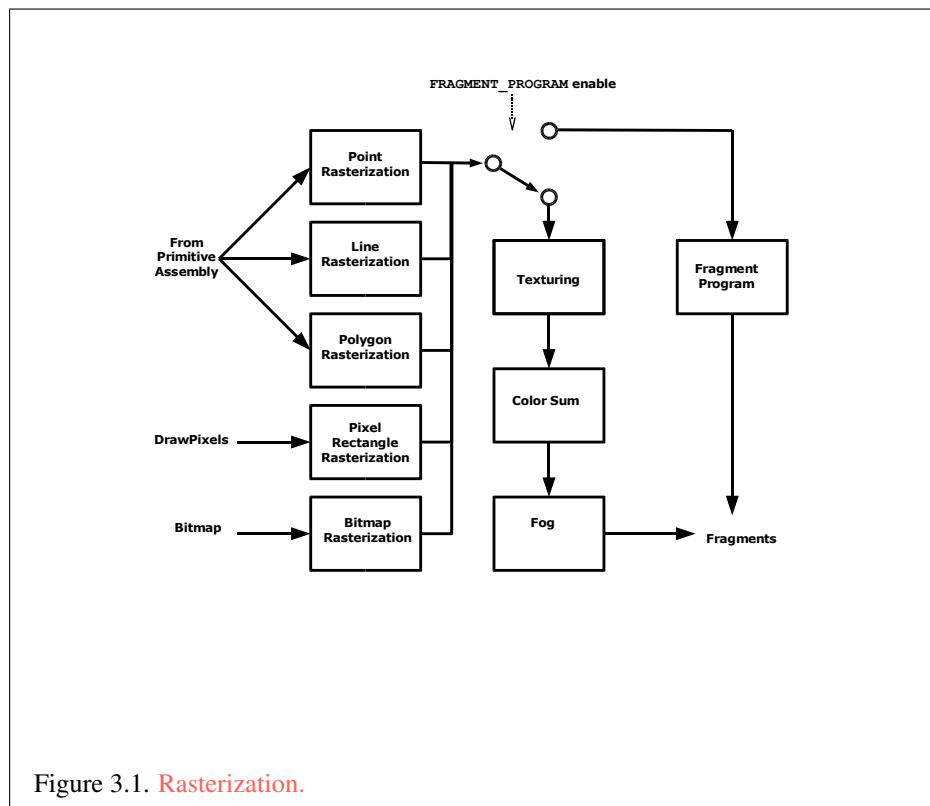 FRAGMENT_PROGRAM enable
Point
Rasterization
From
Primitive
Assembly
Line
Rasterization
Texturing
Fragment
Program
Polygon
Rasterization
Color Sum
DrawPixels
Pixel
Rectangle
Rasterization
Bitmap
Bitmap
Rasterization
Fog
Fragments
Figure 3.1. Rasterization.